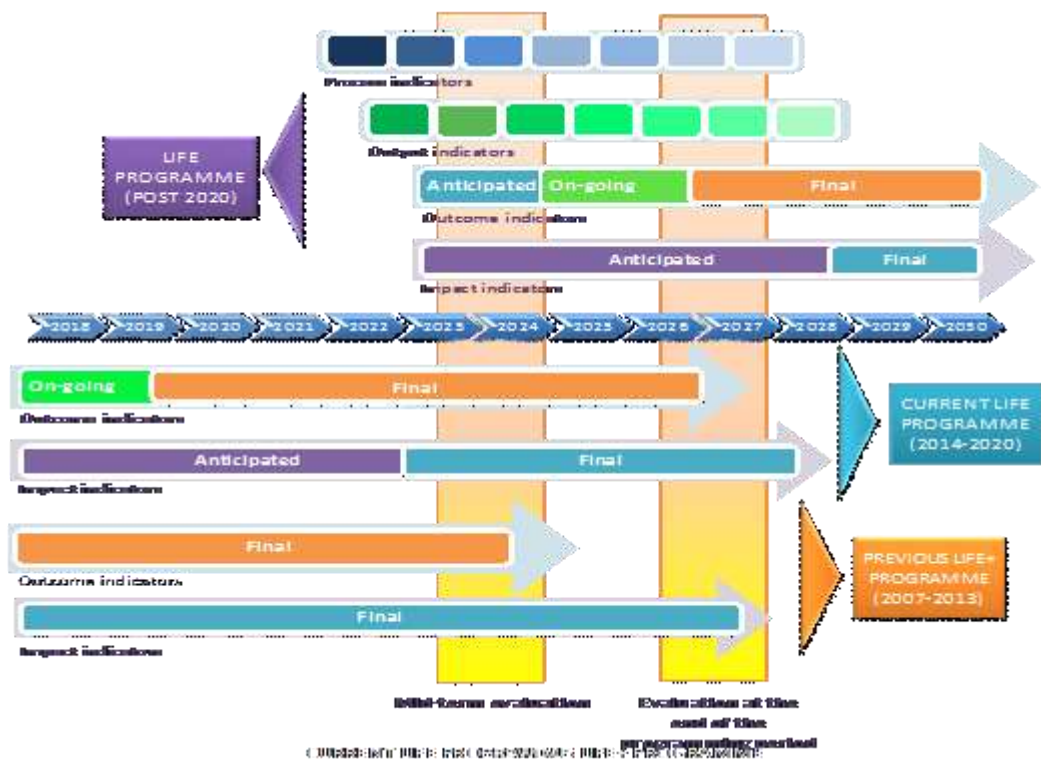 Process indicators
Output indicators
LIFE
PROGRAMME
(POST 2020)
Anticipated On-going Final
Outcome indicators
Anticipated Final
Impact indicators
2018 2019 2020 2021 2022 2023 2024 2025 2026 2027 2028 2029 2030
On-going Final
Outcome indicators
CURRENT LIFE
PROGRAMME
(2014-2020)
Anticipated Final
Impact indicators
Final
Outcome indicators
PREVIOUS LIFE+
PROGRAMME
(2007-2013)
Final
Impact indicators
Mid-term evaluation
Evaluation at the
end of the
programming period